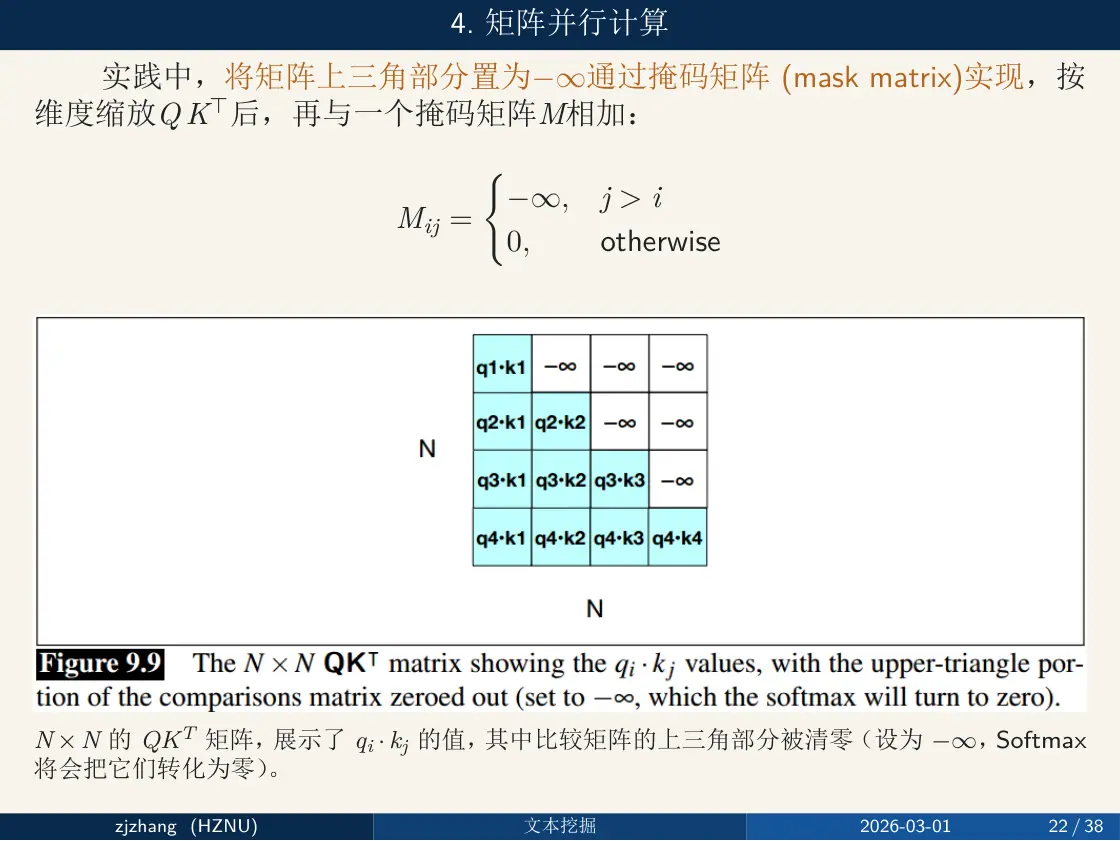 4. 矩阵并行计算
实践中，将矩阵上三角部分置为−∞通过掩码矩阵 (mask matrix)实现，按
维度缩放QK⊤后，再与一个掩码矩阵M相加：
M_{ij} = { −∞, j > i
0, otherwise
q1•k1 −∞ −∞ −∞
q2•k1 q2•k2 −∞ −∞
N
q3•k1 q3•k2 q3•k3 −∞
q4•k1 q4•k2 q4•k3 q4•k4
N
Figure 9.9 The N × N QK⊤ matrix showing the q_i · k_j values, with the upper-triangle por-
tion of the comparisons matrix zeroed out (set to −∞, which the softmax will turn to zero).
N × N 的 QK^T 矩阵，展示了 q_i · k_j 的值，其中比较矩阵的上三角部分被清零（设为 −∞，Softmax
将会把它们转化为零）。
zjzhang (HZNU) 文本挖掘 2026-03-01 22 / 38